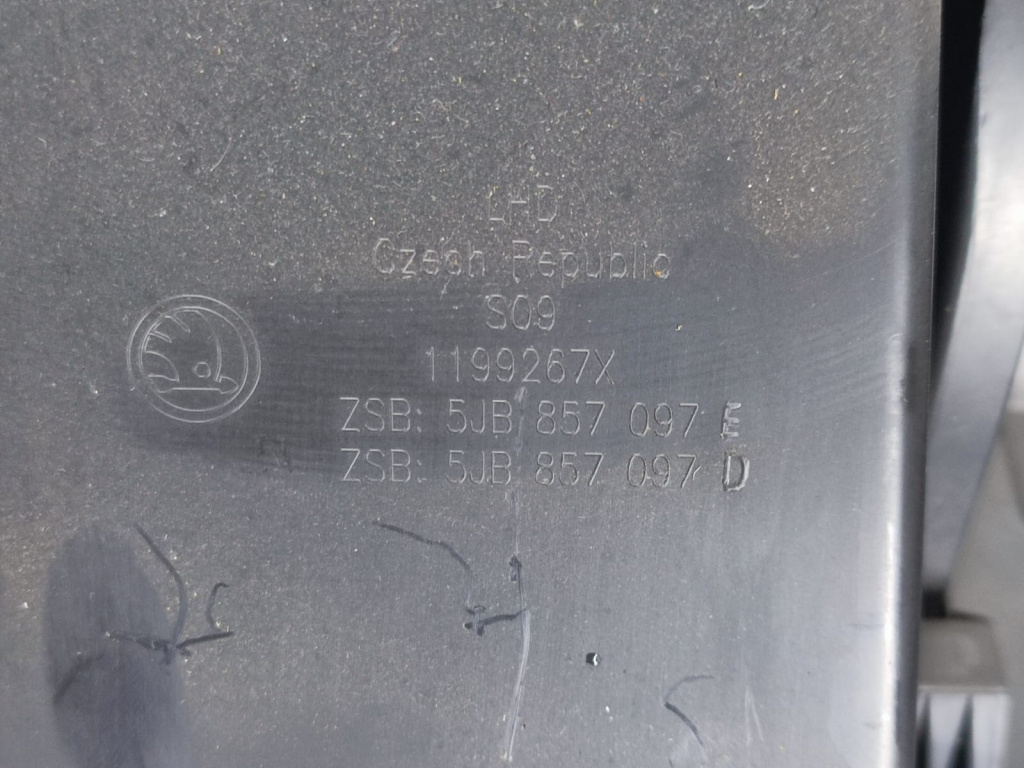 LHD
Czech Republic
S09
1199267X
ZSB: 5JB 857 097 E
ZSB: 5JB 857 097 D